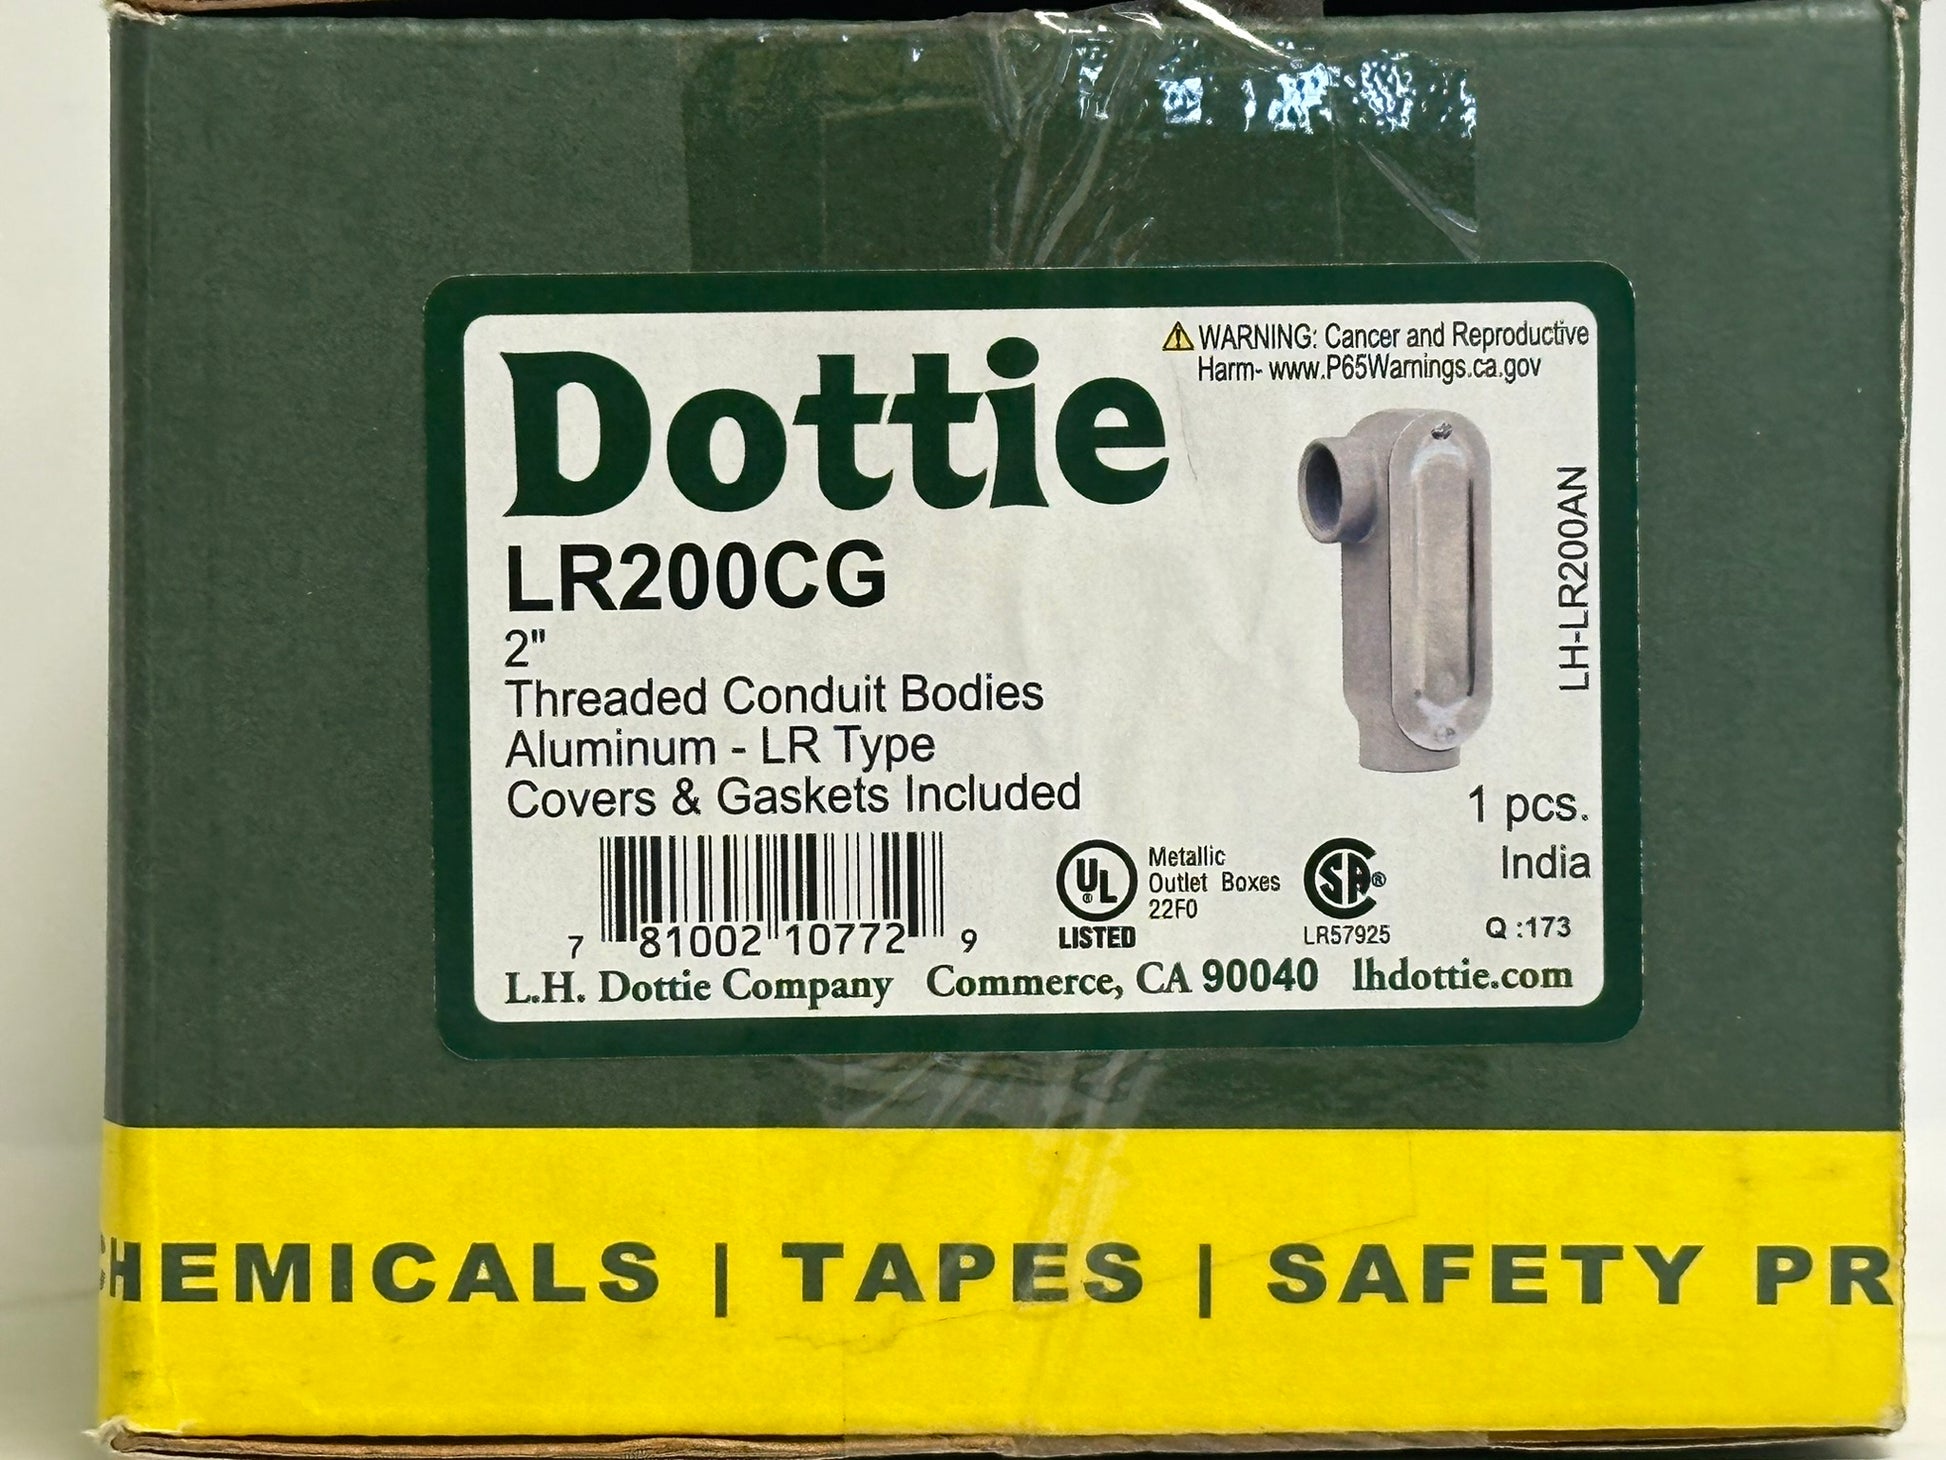 WARNING: Cancer and Reproductive
Harm- www.P65Warnings.ca.gov
Dottie
LR200CG
2"
Threaded Conduit Bodies
Aluminum - LR Type
Covers & Gaskets Included
LH-LR200AN
1 pcs.
India
Q :173
7 81002 10772 9
UL
LISTED
Metallic
Outlet Boxes
22F0
SA®
LR57925
L.H. Dottie Company Commerce, CA 90040 lhdottie.com
HEMICALS | TAPES | SAFETY PR